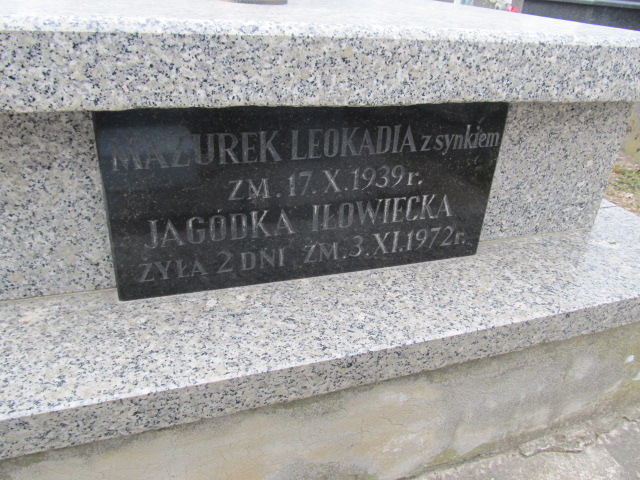 MAZUREK LEOKADIA z synkiem
ZM. 17. X. 1939 r.
JAGÓDKA IŁOWIECKA
ŻYŁA 2 DNI ZM. 3. XI. 1972 r.